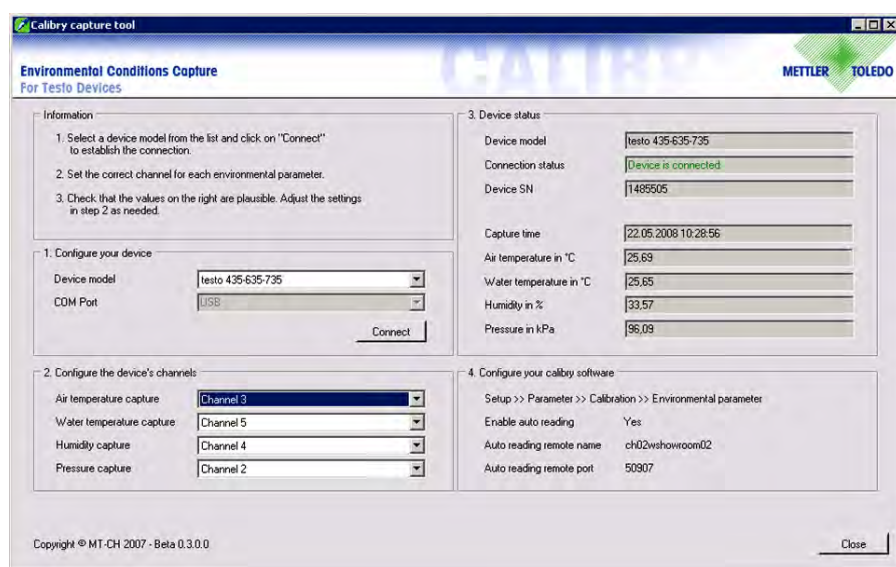 Calibry capture tool
CALIBR
Environmental Conditions Capture
For Testo Devices
METTLER TOLEDO
Information
1. Select a device model from the list and click on "Connect"
to establish the connection.
2. Set the correct channel for each environmental parameter.
3. Check that the values on the right are plausible. Adjust the settings
in step 2 as needed.
1. Configure your device
Device model testo 435-635-735
COM Port USB
Connect
2. Configure the device's channels
Air temperature capture Channel 3
Water temperature capture Channel 5
Humidity capture Channel 4
Pressure capture Channel 2
3. Device status
Device model testo 435-635-735
Connection status Device is connected
Device SN 1485505
Capture time 22.05.2008 10:28:56
Air temperature in °C 25,69
Water temperature in °C 25,65
Humidity in % 33,57
Pressure in kPa 96,09
4. Configure your calibry software
Setup >> Parameter >> Calibration >> Environmental parameter
Enable auto reading Yes
Auto reading remote name ch02wshowroom02
Auto reading remote port 50907
Copyright © MT-CH 2007 - Beta 0.3.0.0
Close